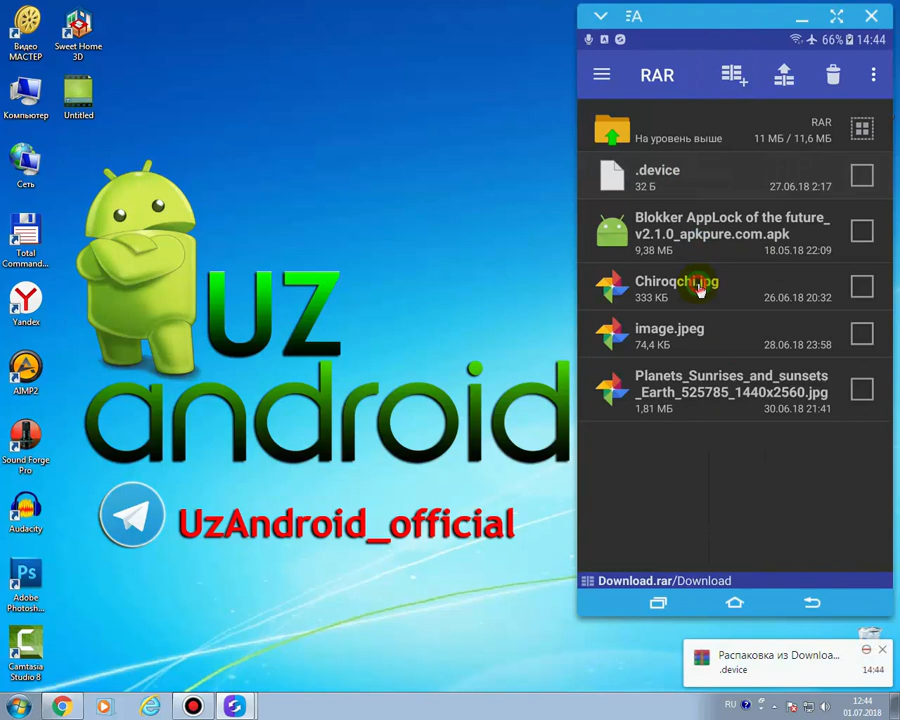 Видео
МАСТЕР
Sweet Home
3D
Компьютер
Untitled
Сеть
Total
Comman...
Yandex
AIMP2
Sound Forge
Pro
Audacity
Ps
Adobe
Photosh...
Camtasia
Studio 8
UZ
android
UzAndroid_official
A
A
66% 14:44
RAR
RAR
На уровень выше 11 МБ / 11,6 МБ
.device
32 Б 27.06.18 2:17
Blokker AppLock of the future_
v2.1.0_apkpure.com.apk
9,38 МБ 18.05.18 22:09
Chiroqchi.jpg
333 КБ 26.06.18 20:32
image.jpeg
74,4 КБ 28.06.18 23:58
Planets_Sunrises_and_sunsets
_Earth_525785_1440x2560.jpg
1,81 МБ 30.06.18 21:41
Download.rar/Download
Распаковка из Downloa...
.device 14:44
RU
12:44
01.07.2018